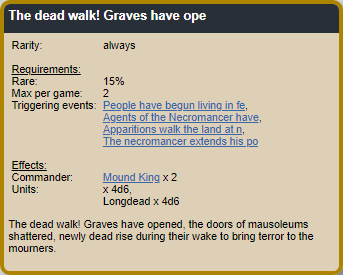 The dead walk! Graves have ope
Rarity: always
Requirements:
Rare: 15%
Max per game: 2
Triggering events: People have begun living in fe,
Agents of the Necromancer have,
Apparitions walk the land at n,
The necromancer extends his po
Effects:
Commander: Mound King x 2
Units: x 4d6,
Longdead x 4d6
The dead walk! Graves have opened, the doors of mausoleums
shattered, newly dead rise during their wake to bring terror to the
mourners.